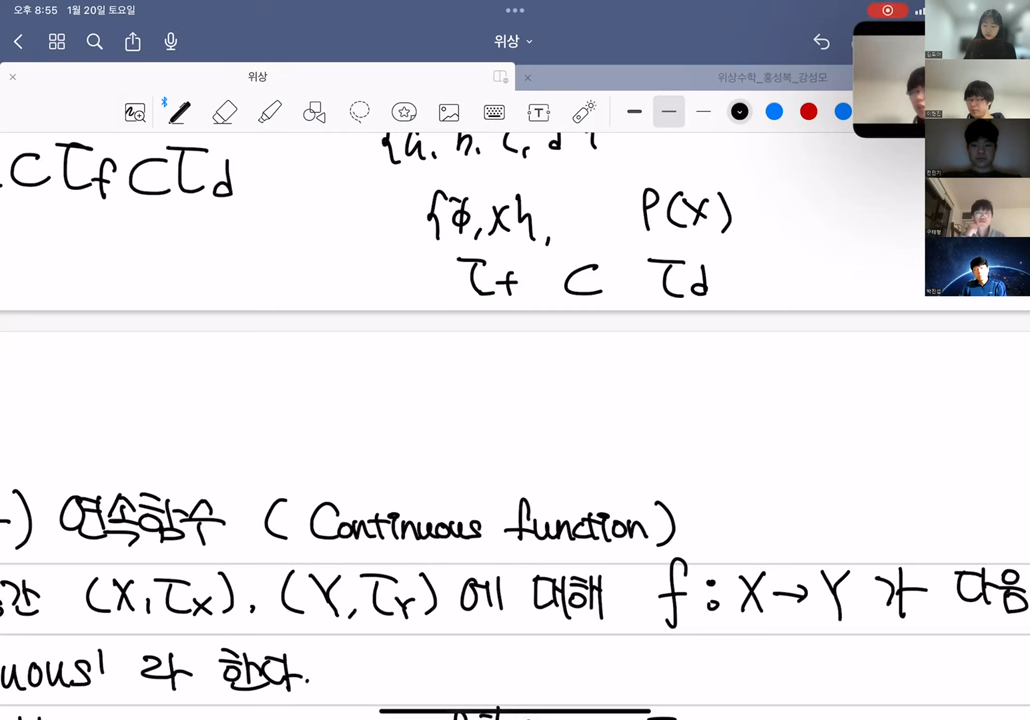 오후 8:55 1월 20일 토요일
위상
위상
위상수학_홍성복_강성모
⊂ τf ⊂ τd
{a, b, c, d }
{∅, X},
P(X)
τf ⊂ τd
) 연속함수 ( Continuous function )
간 (X, τx), (Y, τY) 에 대해 f : X → Y 가 다음
uous' 라 한다.